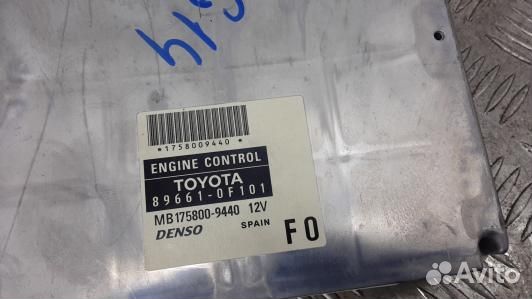 *1758009440*
ENGINE CONTROL
TOYOTA
89661-0F101
MB175800-9440 12V
DENSO SPAIN F0
Avito